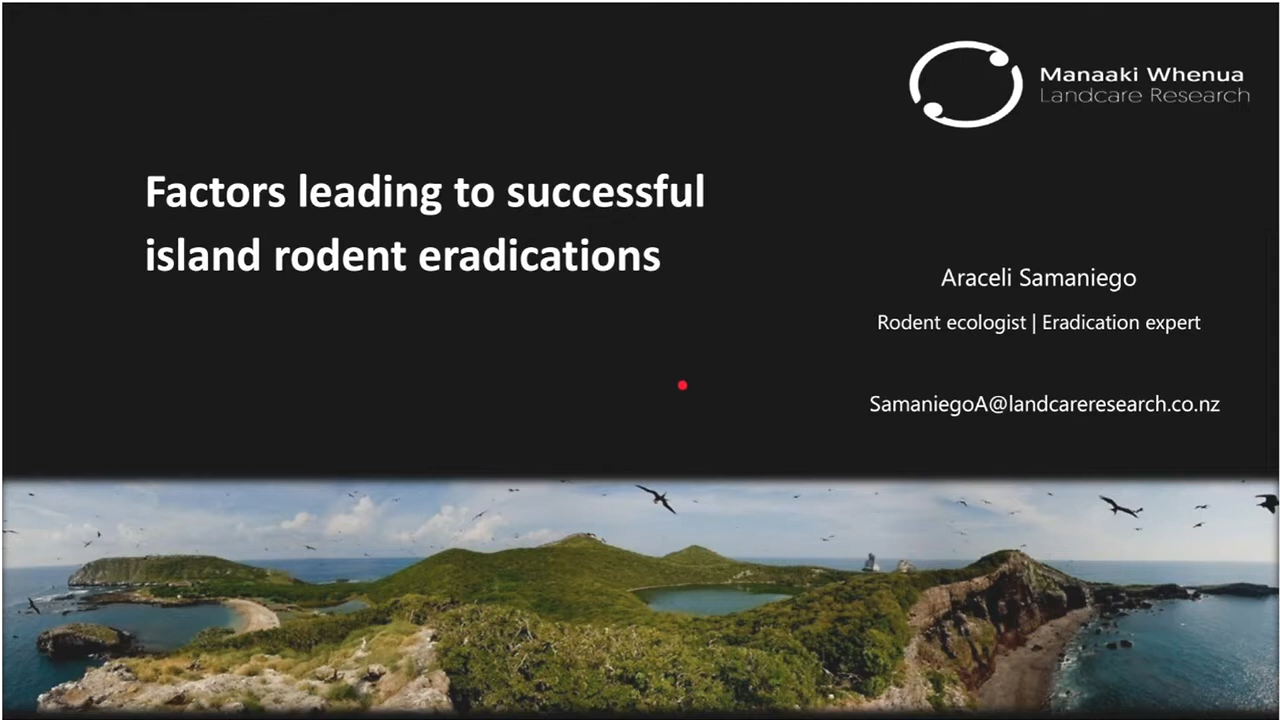 Manaaki Whenua
Landcare Research
Factors leading to successful
island rodent eradications
Araceli Samaniego
Rodent ecologist | Eradication expert
SamaniegoA@landcareresearch.co.nz